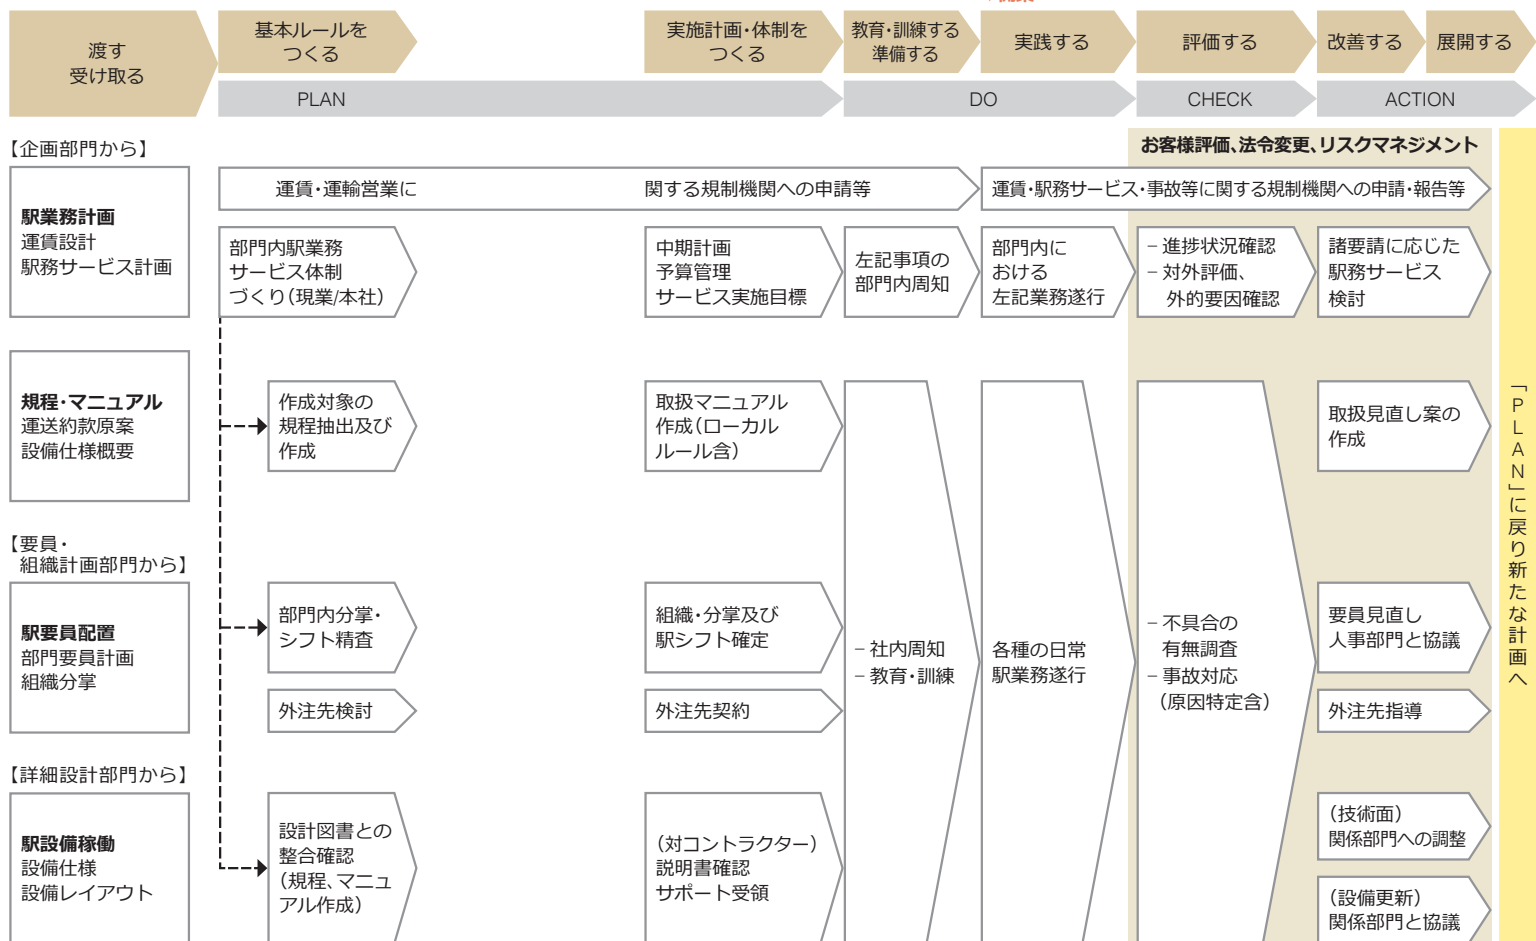 渡す
受け取る
基本ルールを
つくる
実施計画・体制を
つくる
教育・訓練する
準備する
実践する
評価する
改善する
展開する
PLAN
DO
CHECK
ACTION
【企画部門から】
お客様評価、法令変更、リスクマネジメント
駅業務計画
運賃設計
駅務サービス計画
運賃・運輸営業に
関する規制機関への申請等
運賃・駅務サービス・事故等に関する規制機関への申請・報告等
部門内駅業務
サービス体制
づくり(現業/本社)
中期計画
予算管理
サービス実施目標
左記事項の
部門内周知
部門内に
おける
左記業務遂行
– 進捗状況確認
– 対外評価、
外的要因確認
諸要請に応じた
駅務サービス
検討
規程・マニュアル
運送約款原案
設備仕様概要
作成対象の
規程抽出及び
作成
取扱マニュアル
作成(ローカル
ルール含)
取扱見直し案の
作成
【要員・
組織計画部門から】
駅要員配置
部門要員計画
組織分掌
部門内分掌・
シフト精査
組織・分掌及び
駅シフト確定
– 社内周知
– 教育・訓練
各種の日常
駅業務遂行
– 不具合の
有無調査
– 事故対応
(原因特定含)
要員見直し
人事部門と協議
外注先検討
外注先契約
外注先指導
【詳細設計部門から】
駅設備稼働
設備仕様
設備レイアウト
設計図書との
整合確認
(規程、マニュ
アル作成)
(対コントラクター)
説明書確認
サポート受領
(技術面)
関係部門への調整
(設備更新)
関係部門と協議
「PLAN」に戻り新たな計画へ